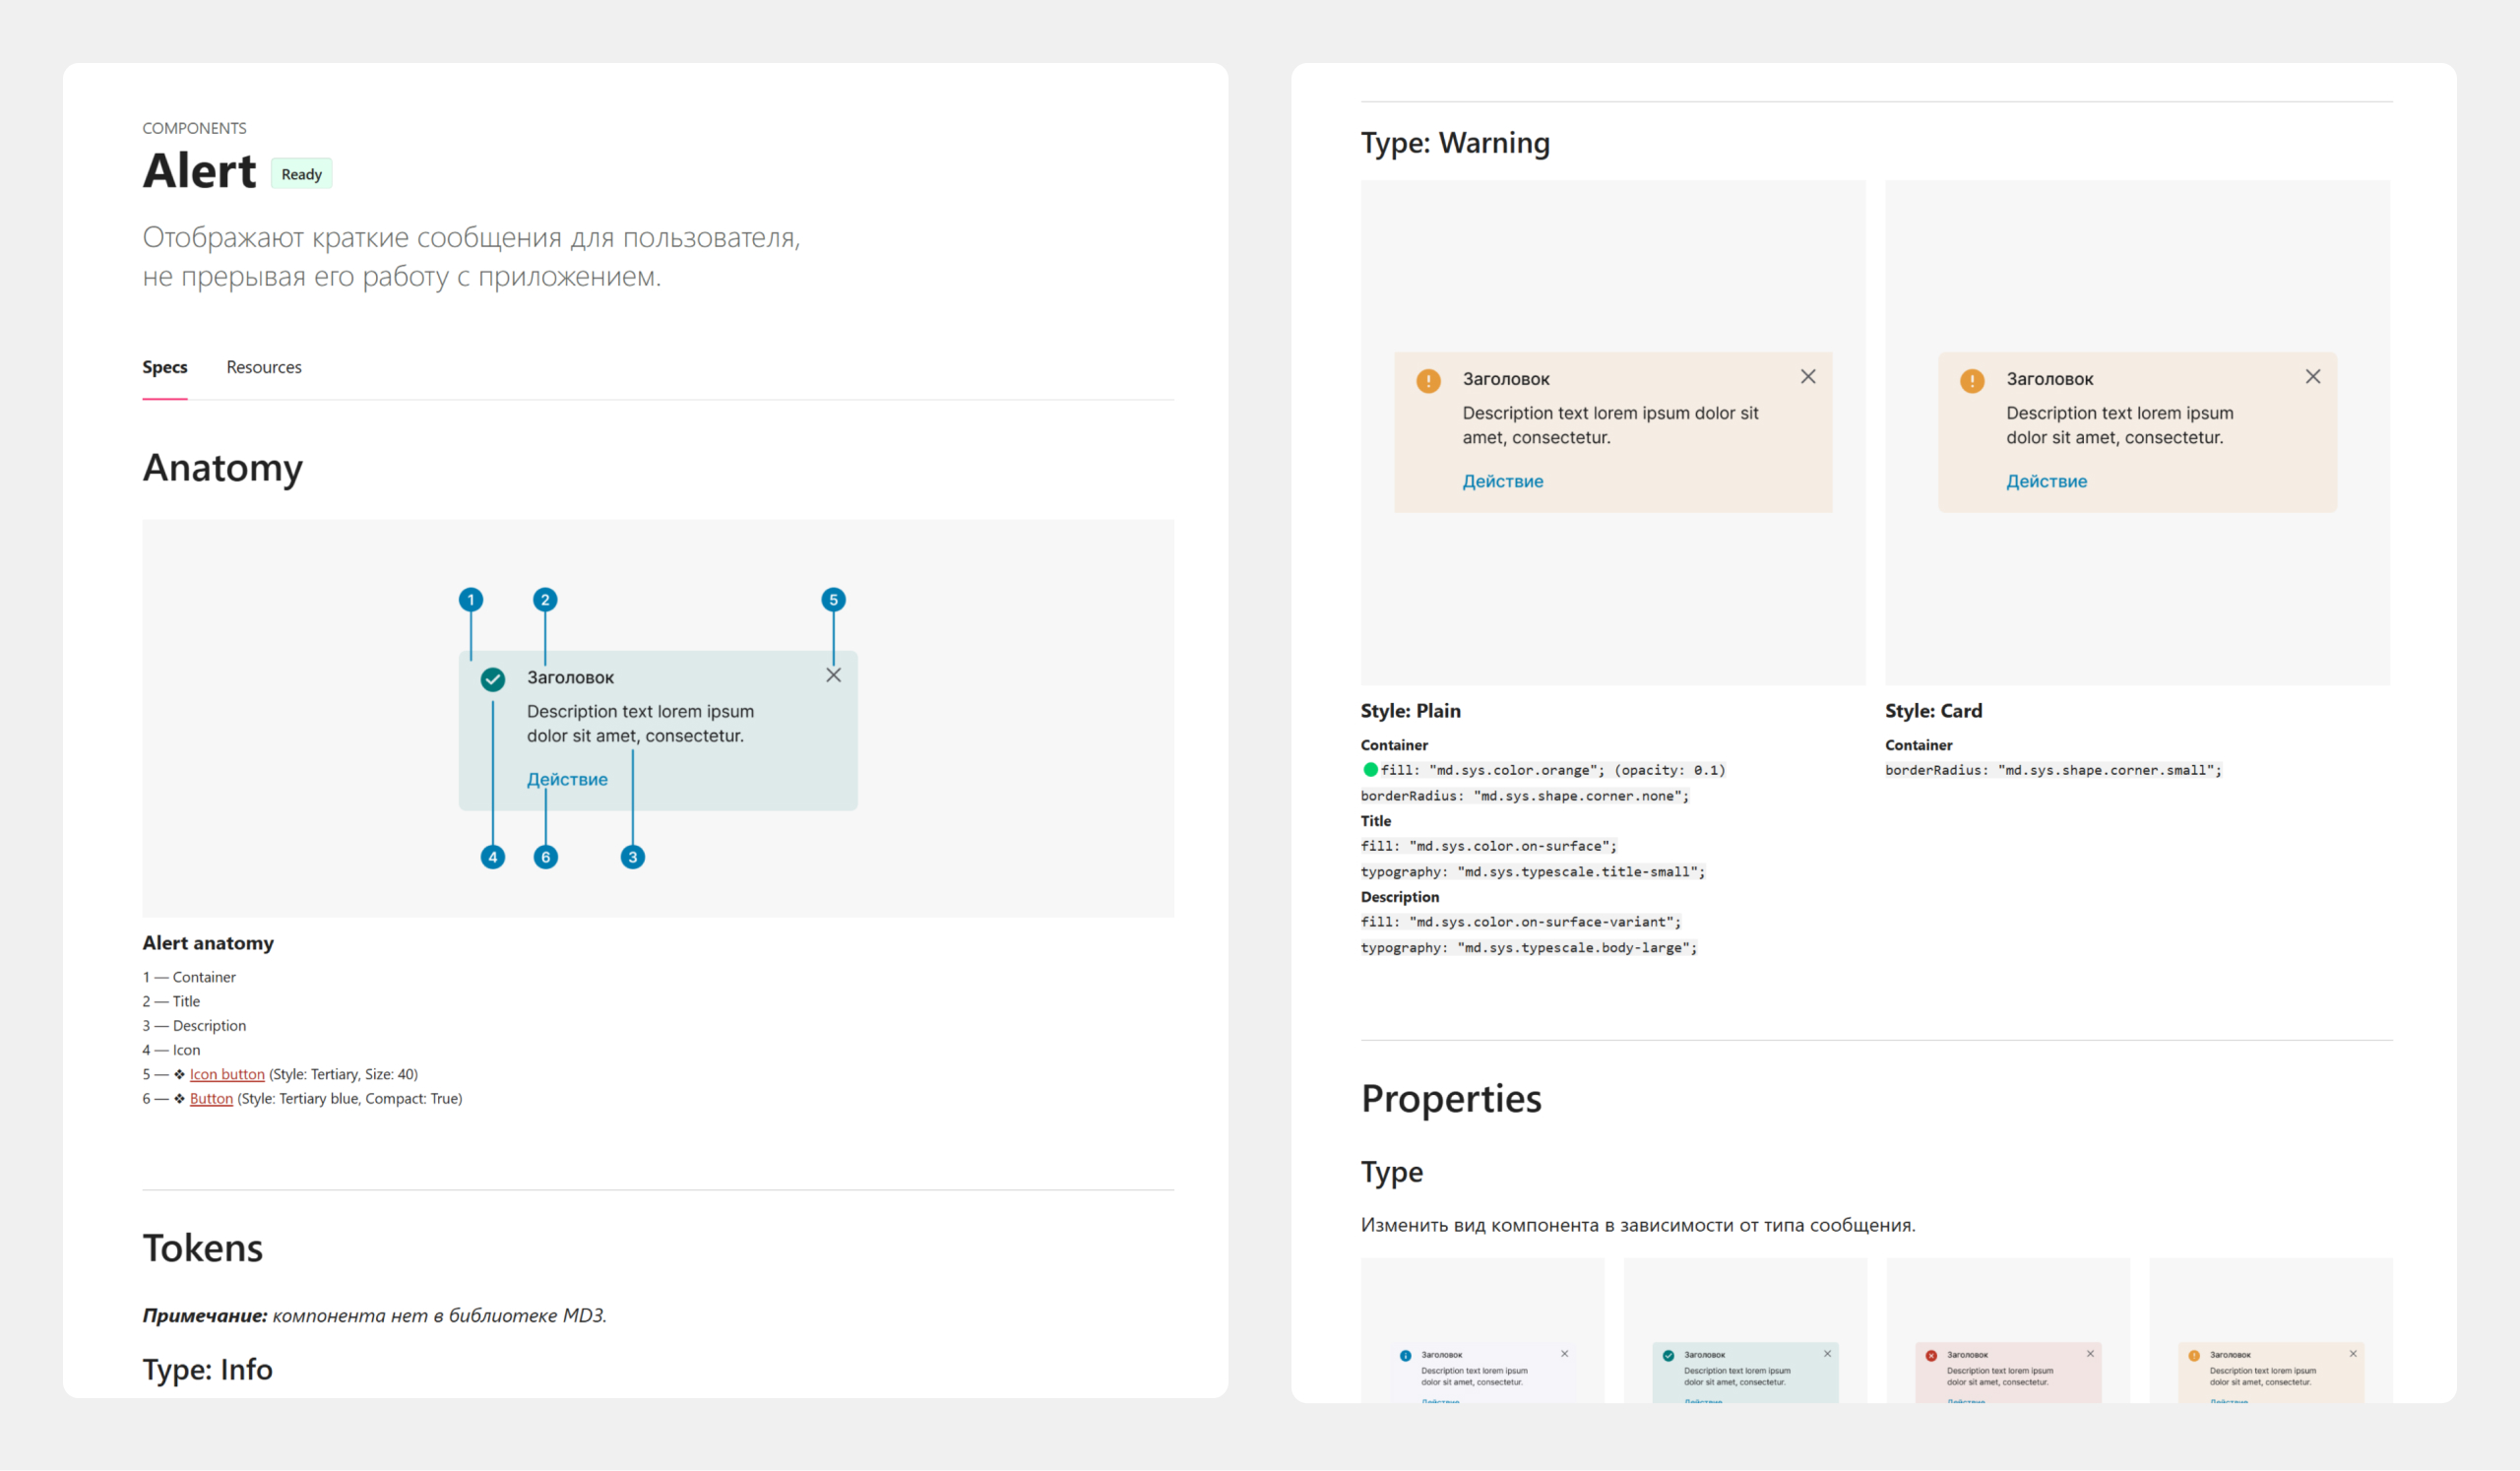 COMPONENTS
Alert Ready
Отображают краткие сообщения для пользователя,
не прерывая его работу с приложением.
Specs Resources
Anatomy
1 2 5
Заголовок
Description text lorem ipsum
dolor sit amet, consectetur.
Действие
4 6 3
Alert anatomy
1 — Container
2 — Title
3 — Description
4 — Icon
5 — ❖ Icon button (Style: Tertiary, Size: 40)
6 — ❖ Button (Style: Tertiary blue, Compact: True)
Tokens
Примечание: компонента нет в библиотеке MD3.
Type: Info
Type: Warning
Заголовок
Description text lorem ipsum dolor sit
amet, consectetur.
Действие
Заголовок
Description text lorem ipsum
dolor sit amet, consectetur.
Действие
Style: Plain
Container
fill: "md.sys.color.orange"; (opacity: 0.1)
borderRadius: "md.sys.shape.corner.none";
Title
fill: "md.sys.color.on-surface";
typography: "md.sys.typescale.title-small";
Description
fill: "md.sys.color.on-surface-variant";
typography: "md.sys.typescale.body-large";
Style: Card
Container
borderRadius: "md.sys.shape.corner.small";
Properties
Type
Изменить вид компонента в зависимости от типа сообщения.
Заголовок
Description text lorem ipsum
dolor sit amet, consectetur.
Действие
Заголовок
Description text lorem ipsum
dolor sit amet, consectetur.
Действие
Заголовок
Description text lorem ipsum
dolor sit amet, consectetur.
Действие
Заголовок
Description text lorem ipsum
dolor sit amet, consectetur.
Действие